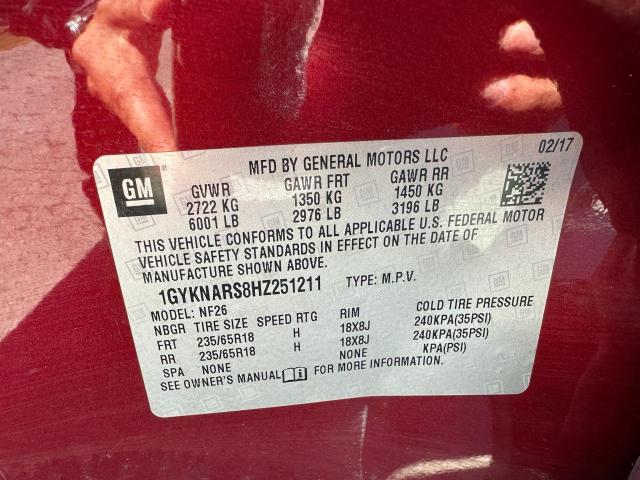 GM
®
MFD BY GENERAL MOTORS LLC 02/17
GVWR GAWR FRT GAWR RR
2722 KG 1350 KG 1450 KG
6001 LB 2976 LB 3196 LB
THIS VEHICLE CONFORMS TO ALL APPLICABLE U.S. FEDERAL MOTOR
VEHICLE SAFETY STANDARDS IN EFFECT ON THE DATE OF
MANUFACTURE SHOWN ABOVE.
1GYKNARS8HZ251211 TYPE: M.P.V.
MODEL: NF26
NBGR TIRE SIZE SPEED RTG RIM COLD TIRE PRESSURE
FRT 235/65R18 H 18X8J 240KPA(35PSI)
RR 235/65R18 H 18X8J 240KPA(35PSI)
SPA NONE NONE KPA(PSI)
SEE OWNER'S MANUAL FOR MORE INFORMATION.